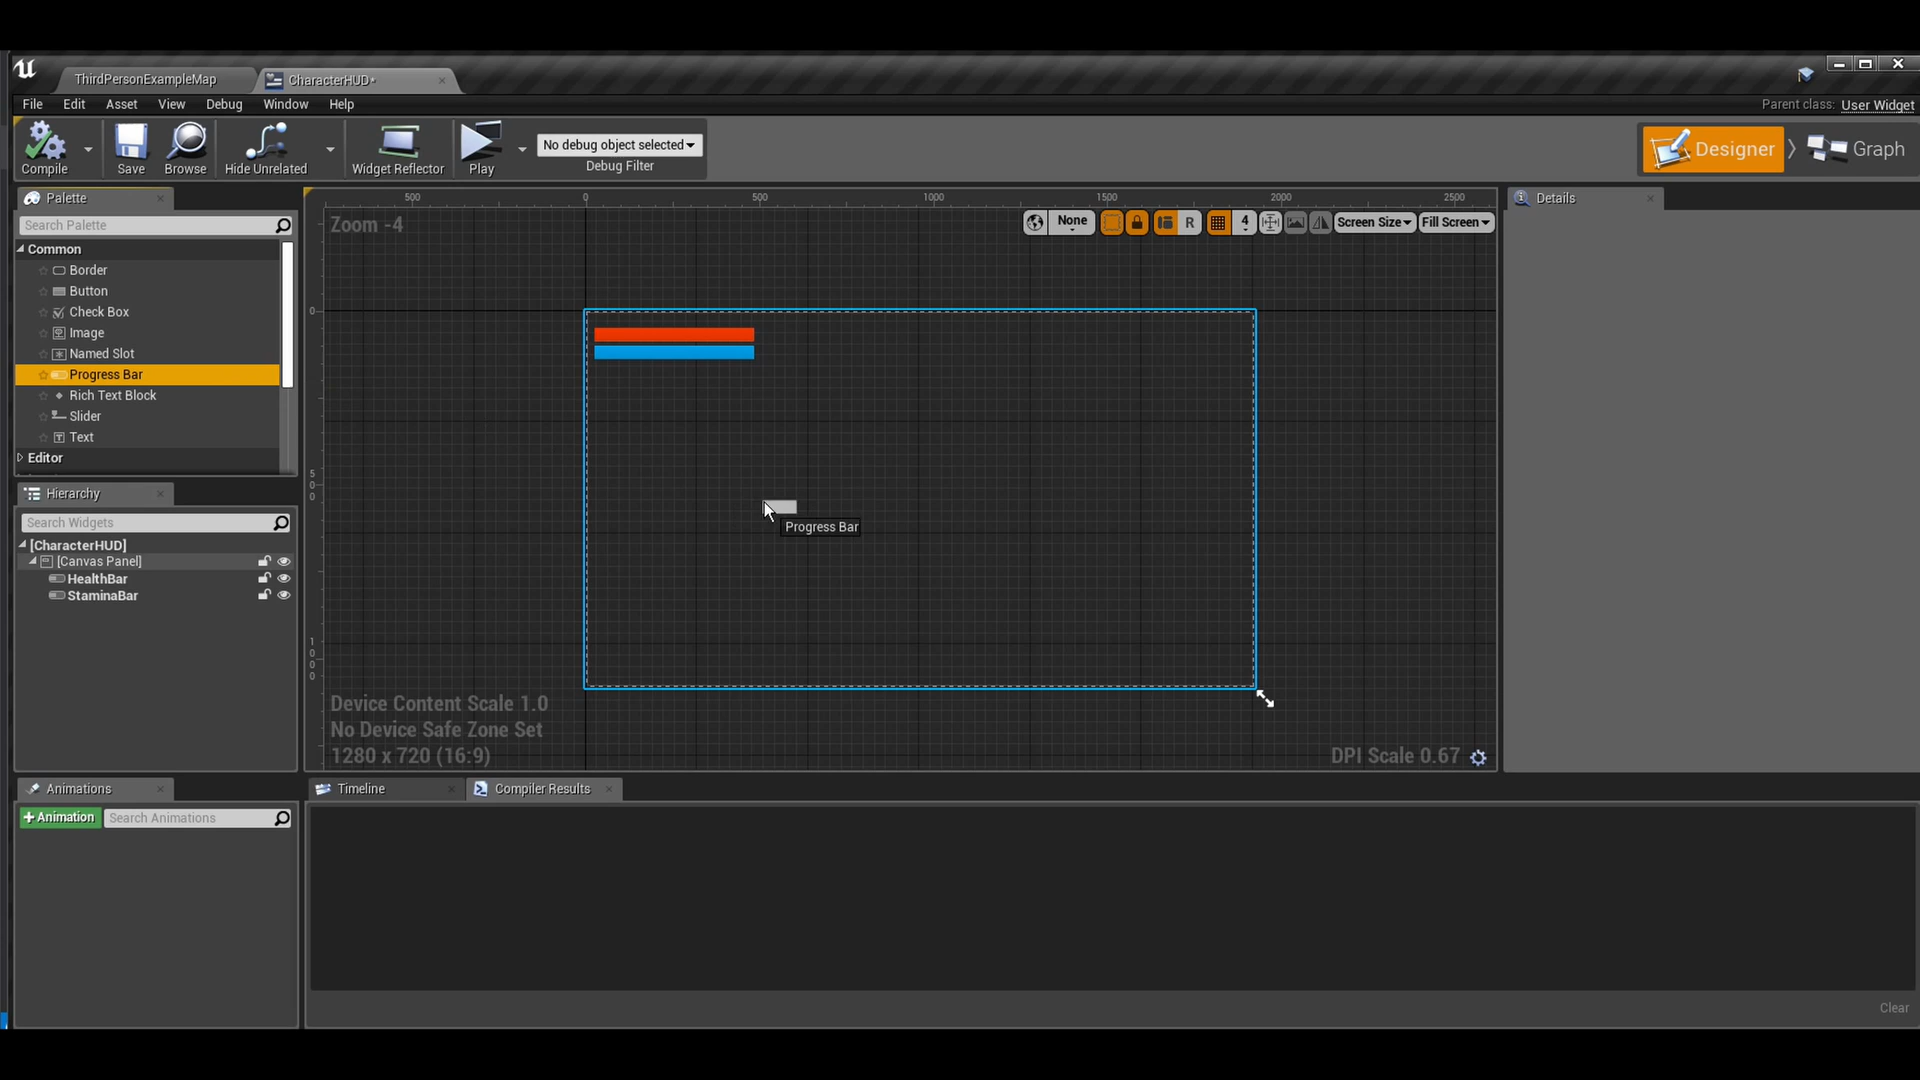 ThirdPersonExampleMap
CharacterHUD*
File Edit Asset View Debug Window Help
Parent class: User Widget
Compile
Save
Browse
Hide Unrelated
Widget Reflector
Play
No debug object selected
Debug Filter
Designer
Graph
Palette
Search Palette
Common
Border
Button
Check Box
Image
Named Slot
Progress Bar
Rich Text Block
Slider
Text
Editor
Hierarchy
Search Widgets
[CharacterHUD]
[Canvas Panel]
HealthBar
StaminaBar
500 0 500 1000 1500 2000 2500
Zoom -4
None
R
4
Screen Size
Fill Screen
0
500
1000
Progress Bar
Device Content Scale 1.0
No Device Safe Zone Set
1280 x 720 (16:9)
DPI Scale 0.67
Details
Animations
+Animation
Search Animations
Timeline
Compiler Results
Clear